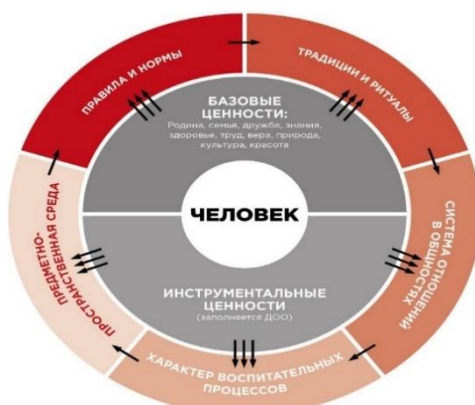 ПРАВИЛА И НОРМЫ
ТРАДИЦИИ И РИТУАЛЫ
БАЗОВЫЕ
ЦЕННОСТИ:
Родина, семья, дружба, знания,
здоровье, труд, вера, природа,
культура, красота
ЧЕЛОВЕК
ИНСТРУМЕНТАЛЬНЫЕ
ЦЕННОСТИ
(заполняется ДОО)
СИСТЕМА ОТНОШЕНИЙ
В ОБЩНОСТЯХ
ХАРАКТЕР ВОСПИТАТЕЛЬНЫХ
ПРОЦЕССОВ
ПРЕДМЕТНО-
ПРОСТРАНСТВЕННАЯ СРЕДА